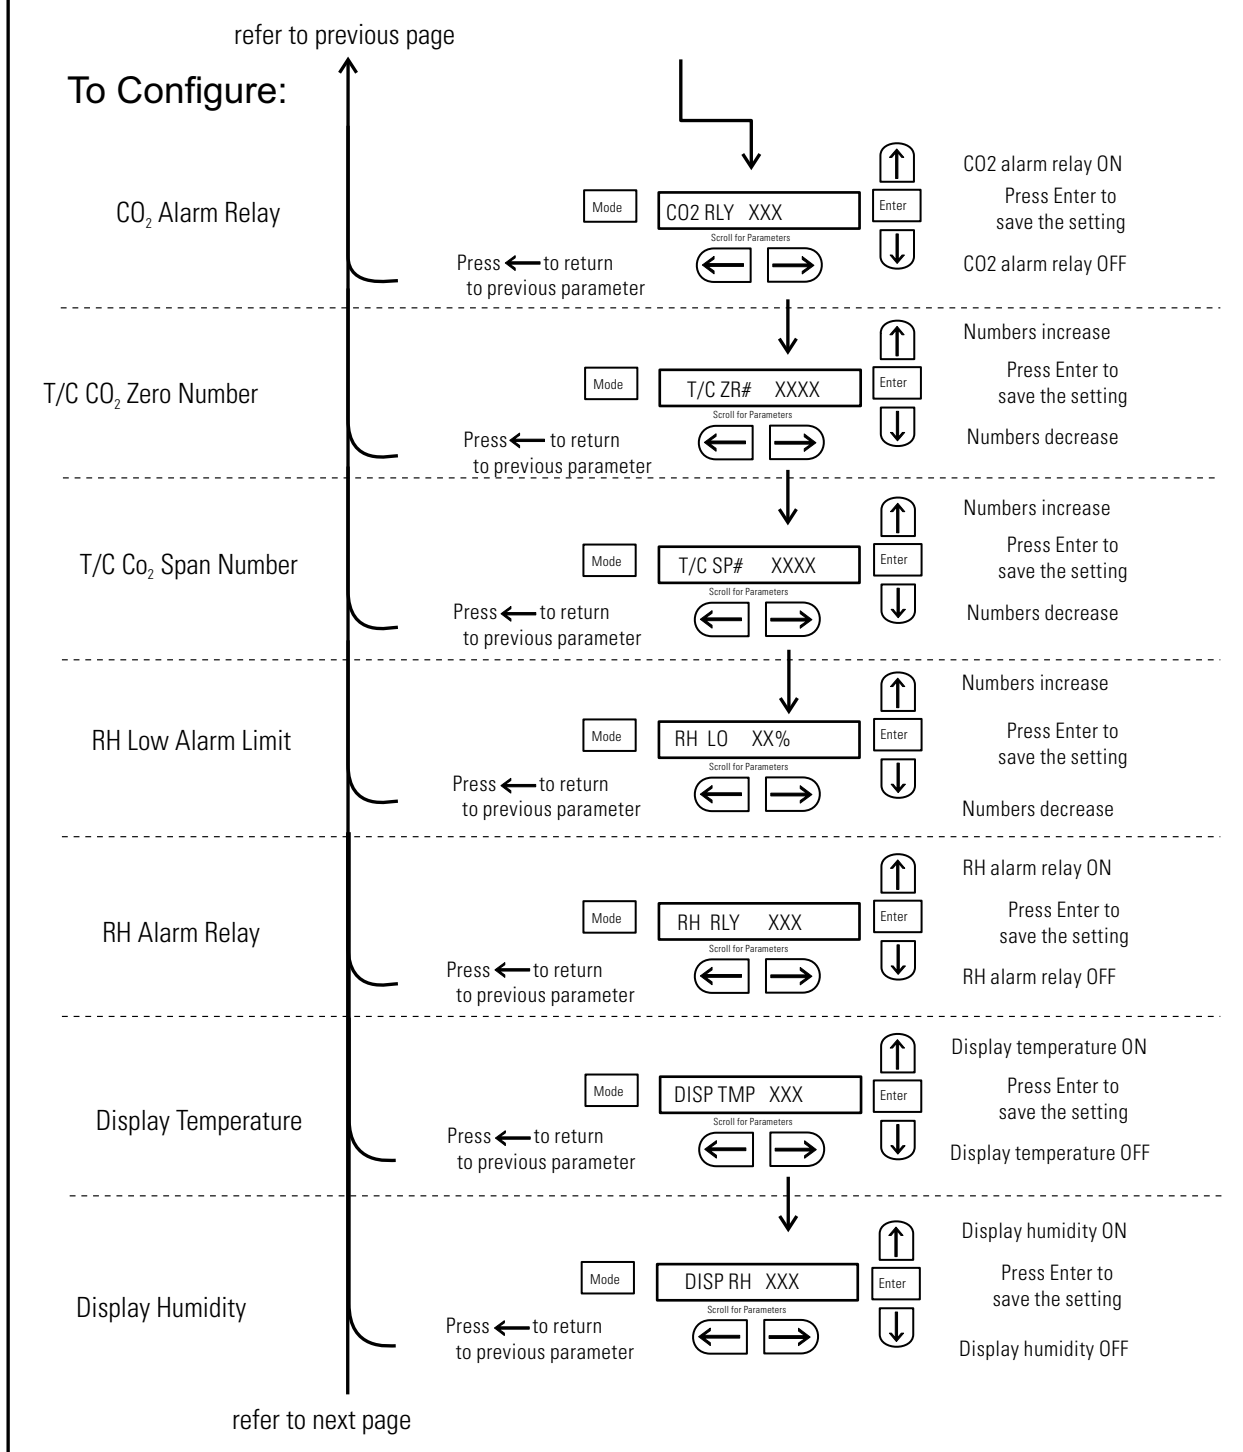 refer to previous page
To Configure:
CO2 alarm relay ON
CO₂ Alarm Relay
Mode
CO2 RLY XXX
Enter
Press Enter to
save the setting
Scroll for Parameters
Press ← to return
to previous parameter
CO2 alarm relay OFF
Numbers increase
T/C CO₂ Zero Number
Mode
T/C ZR# XXXX
Enter
Press Enter to
save the setting
Scroll for Parameters
Press ← to return
to previous parameter
Numbers decrease
Numbers increase
T/C Co₂ Span Number
Mode
T/C SP# XXXX
Enter
Press Enter to
save the setting
Scroll for Parameters
Press ← to return
to previous parameter
Numbers decrease
Numbers increase
RH Low Alarm Limit
Mode
RH LO XX%
Enter
Press Enter to
save the setting
Scroll for Parameters
Press ← to return
to previous parameter
Numbers decrease
RH alarm relay ON
RH Alarm Relay
Mode
RH RLY XXX
Enter
Press Enter to
save the setting
Scroll for Parameters
Press ← to return
to previous parameter
RH alarm relay OFF
Display temperature ON
Display Temperature
Mode
DISP TMP XXX
Enter
Press Enter to
save the setting
Scroll for Parameters
Press ← to return
to previous parameter
Display temperature OFF
Display humidity ON
Display Humidity
Mode
DISP RH XXX
Enter
Press Enter to
save the setting
Scroll for Parameters
Press ← to return
to previous parameter
Display humidity OFF
refer to next page